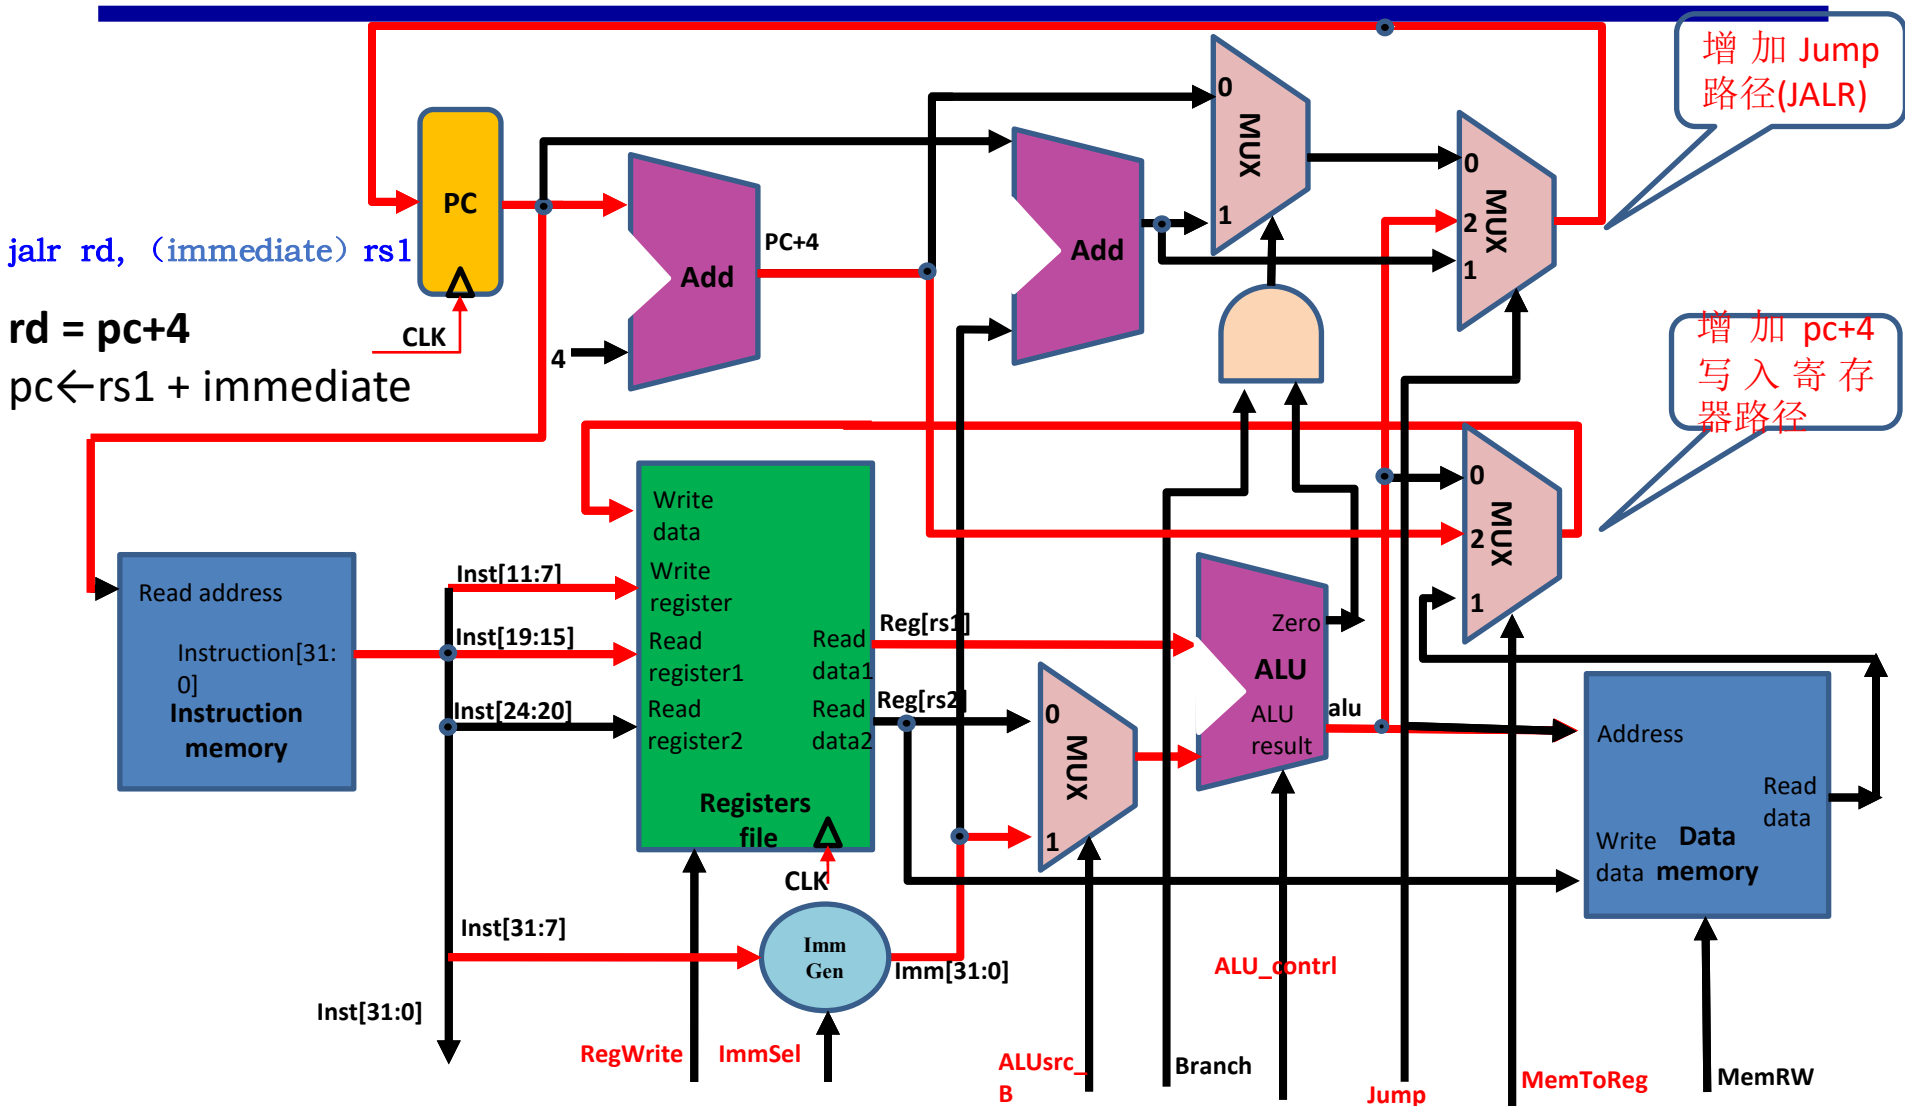 增 加 Jump
路径(JALR)
0
MUX
1
0
2
1
MUX
PC
CLK
jalr rd, （immediate）rs1
rd = pc+4
pc←rs1 + immediate
Add
4
PC+4
Add
增 加 pc+4
写 入 寄 存
器路径
0
2
1
MUX
Read address
Instruction[31:
0]
Instruction
memory
Inst[11:7]
Inst[19:15]
Inst[24:20]
Inst[31:7]
Inst[31:0]
Write
data
Write
register
Read
register1
Read
register2
Read
data1
Read
data2
Registers
file
CLK
Reg[rs1]
Reg[rs2]
Imm
Gen
Imm[31:0]
0
MUX
1
Zero
ALU
ALU
result
alu
Address
Read
data
Write
data
Data
memory
RegWrite
ImmSel
ALUsrc_
B
Branch
ALU_contrl
Jump
MemToReg
MemRW